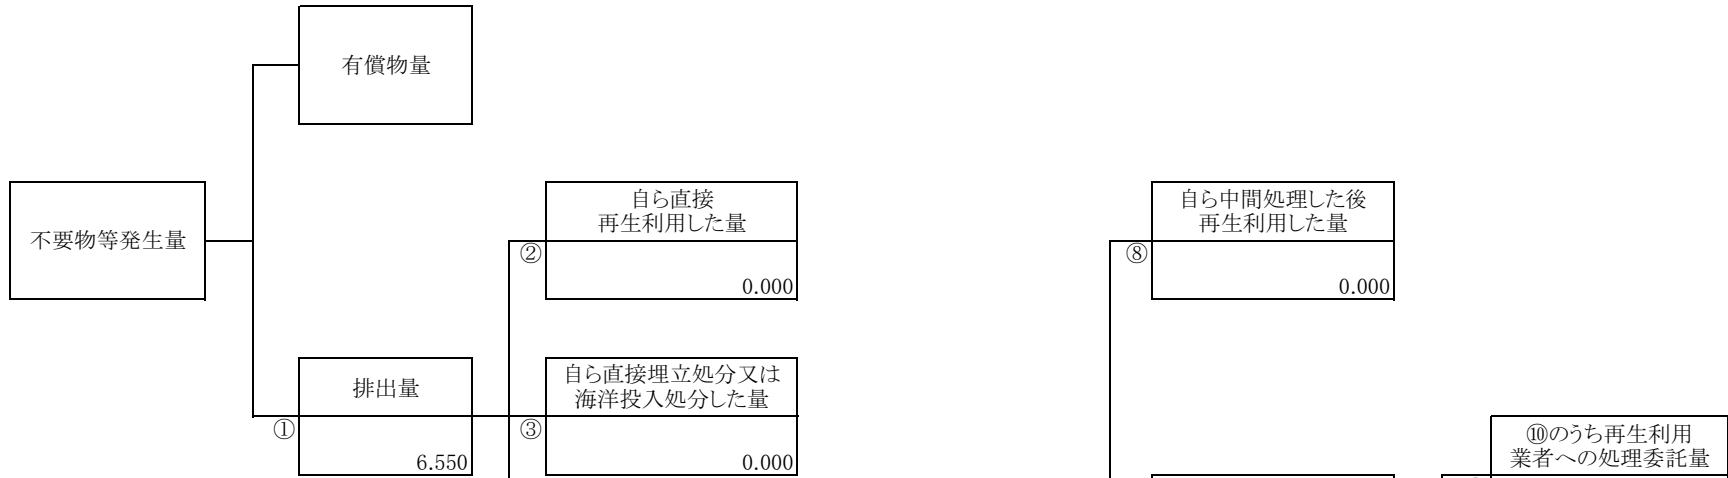 有償物量
不要物等発生量
自ら直接
再生利用した量
②
0.000
自ら中間処理した後
再生利用した量
⑧
0.000
排出量
①
6.550
自ら直接埋立処分又は
海洋投入処分した量
③
0.000
⑩のうち再生利用
業者への処理委託量